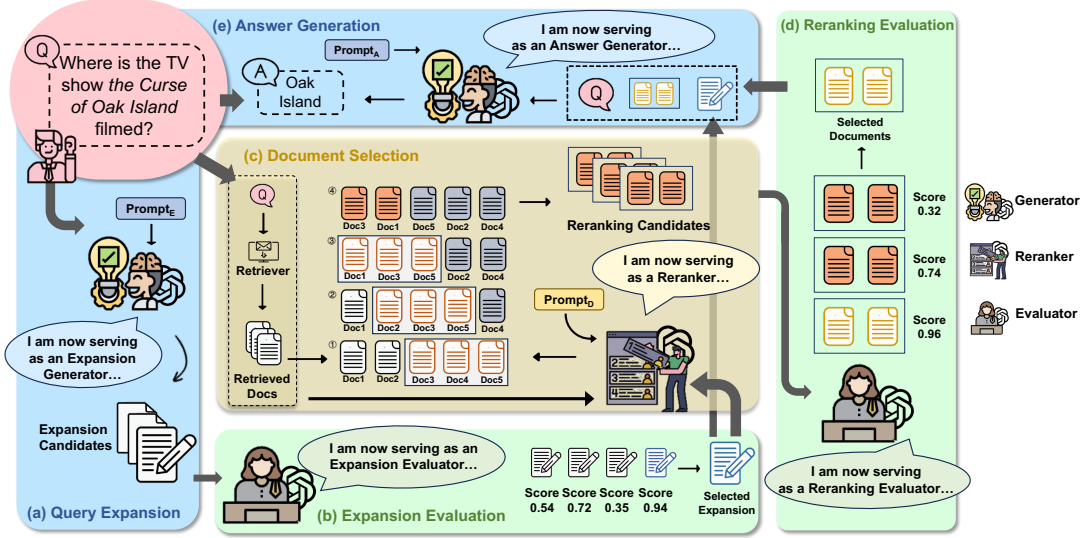 (e) Answer Generation
(d) Reranking Evaluation
Q
Where is the TV
show the Curse
of Oak Island
filmed?
A
Oak
Island
Prompt_A
I am now serving
as an Answer Generator…
Q
Selected
Documents
(c) Document Selection
Q
Retriever
Retrieved
Docs
④
Doc3 Doc1 Doc5 Doc2 Doc4
③
Doc1 Doc3 Doc5 Doc2 Doc4
②
Doc1 Doc2 Doc3 Doc5 Doc4
①
Doc1 Doc2 Doc3 Doc4 Doc5
Reranking Candidates
I am now serving
as a Reranker…
Prompt_D
1
2
3
4
Score
0.32
Score
0.74
Score
0.96
Generator
Reranker
Evaluator
I am now serving
as a Reranking Evaluator…
Prompt_E
I am now serving
as an Expansion
Generator…
Expansion
Candidates
(a) Query Expansion
I am now serving as an
Expansion Evaluator…
(b) Expansion Evaluation
Score Score Score Score
0.54 0.72 0.35 0.94
Selected
Expansion